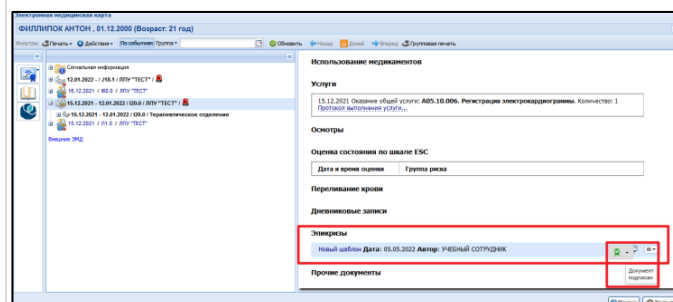 Электронная медицинская карта
ФИЛЛИПОК АНТОН , 01.12.2000 (Возраст: 21 год)
Фильтры Печать Действия По событиям Группа Обновить Назад Домой Вперед Групповая печать
Сигнальная информация
12.01.2022 - / J18.1 / ЛПУ "ТЕСТ" /
16.12.2021 / I60.0 / ЛПУ "ТЕСТ"
15.12.2021 - 12.01.2022 / I20.0 / ЛПУ "ТЕСТ" /
15.12.2021 - 12.01.2022 / I20.0 / Терапевтическое отделение
15.12.2021 / I11.0 / ЛПУ "ТЕСТ"
Внешние ЭМД
Использование медикаментов
Услуги
15.12.2021 Оказание общей услуги: A05.10.006. Регистрация электрокардиограммы. Количество: 1
Протокол выполнения услуги...
Осмотры
Оценка состояния по шкале ESC
Дата и время оценки Группа риска
Переливание крови
Дневниковые записи
Эпикризы
Новый шаблон Дата: 05.05.2022 Автор: УЧЕБНЫЙ СОТРУДНИК
Документ
подписан
Прочие документы